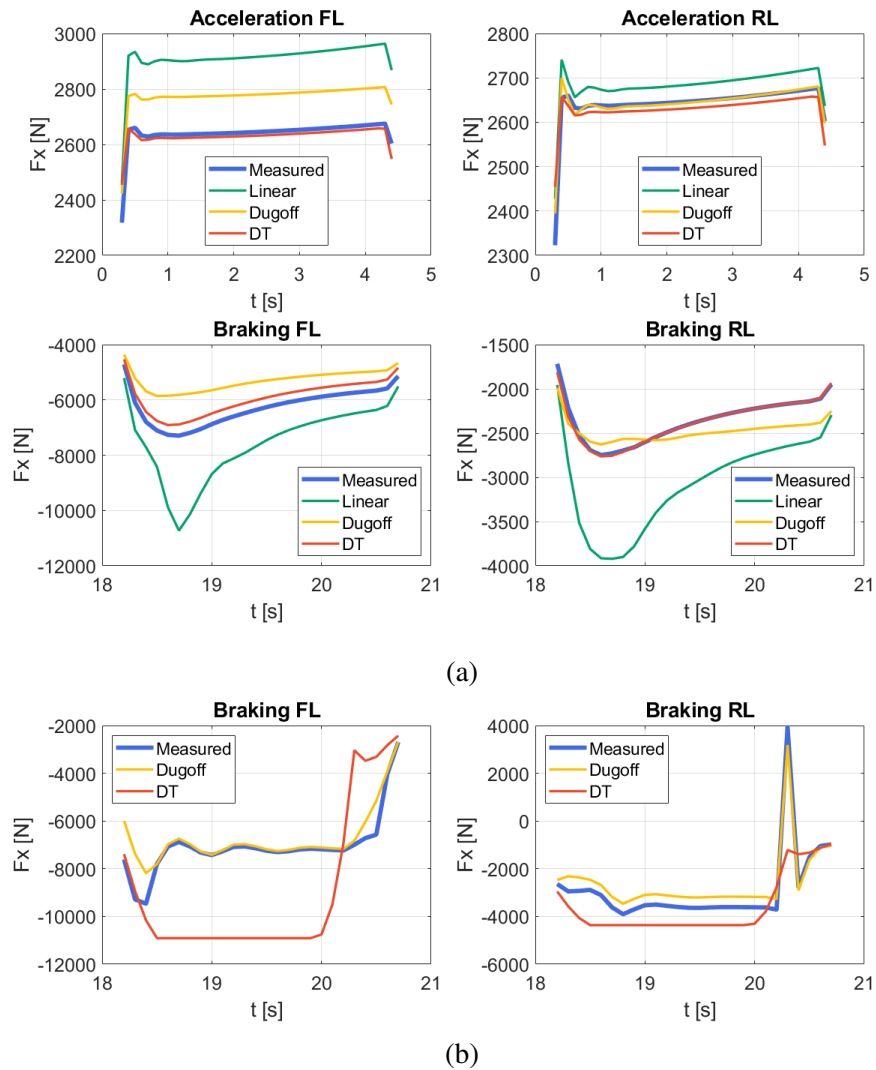 Acceleration FL
Fx [N]
3000
2800
2600
2400
2200
Measured
Linear
Dugoff
DT
0
1
2
3
4
5
t [s]
Acceleration RL
Fx [N]
2800
2700
2600
2500
2400
2300
Measured
Linear
Dugoff
DT
0
1
2
3
4
5
t [s]
Braking FL
Fx [N]
-4000
-6000
-8000
-10000
-12000
Measured
Linear
Dugoff
DT
18
19
20
21
t [s]
Braking RL
Fx [N]
-1500
-2000
-2500
-3000
-3500
-4000
Measured
Linear
Dugoff
DT
18
19
20
21
t [s]
(a)
Braking FL
Fx [N]
-2000
-4000
-6000
-8000
-10000
-12000
Measured
Dugoff
DT
18
19
20
21
t [s]
Braking RL
Fx [N]
4000
2000
0
-2000
-4000
-6000
Measured
Dugoff
DT
18
19
20
21
t [s]
(b)